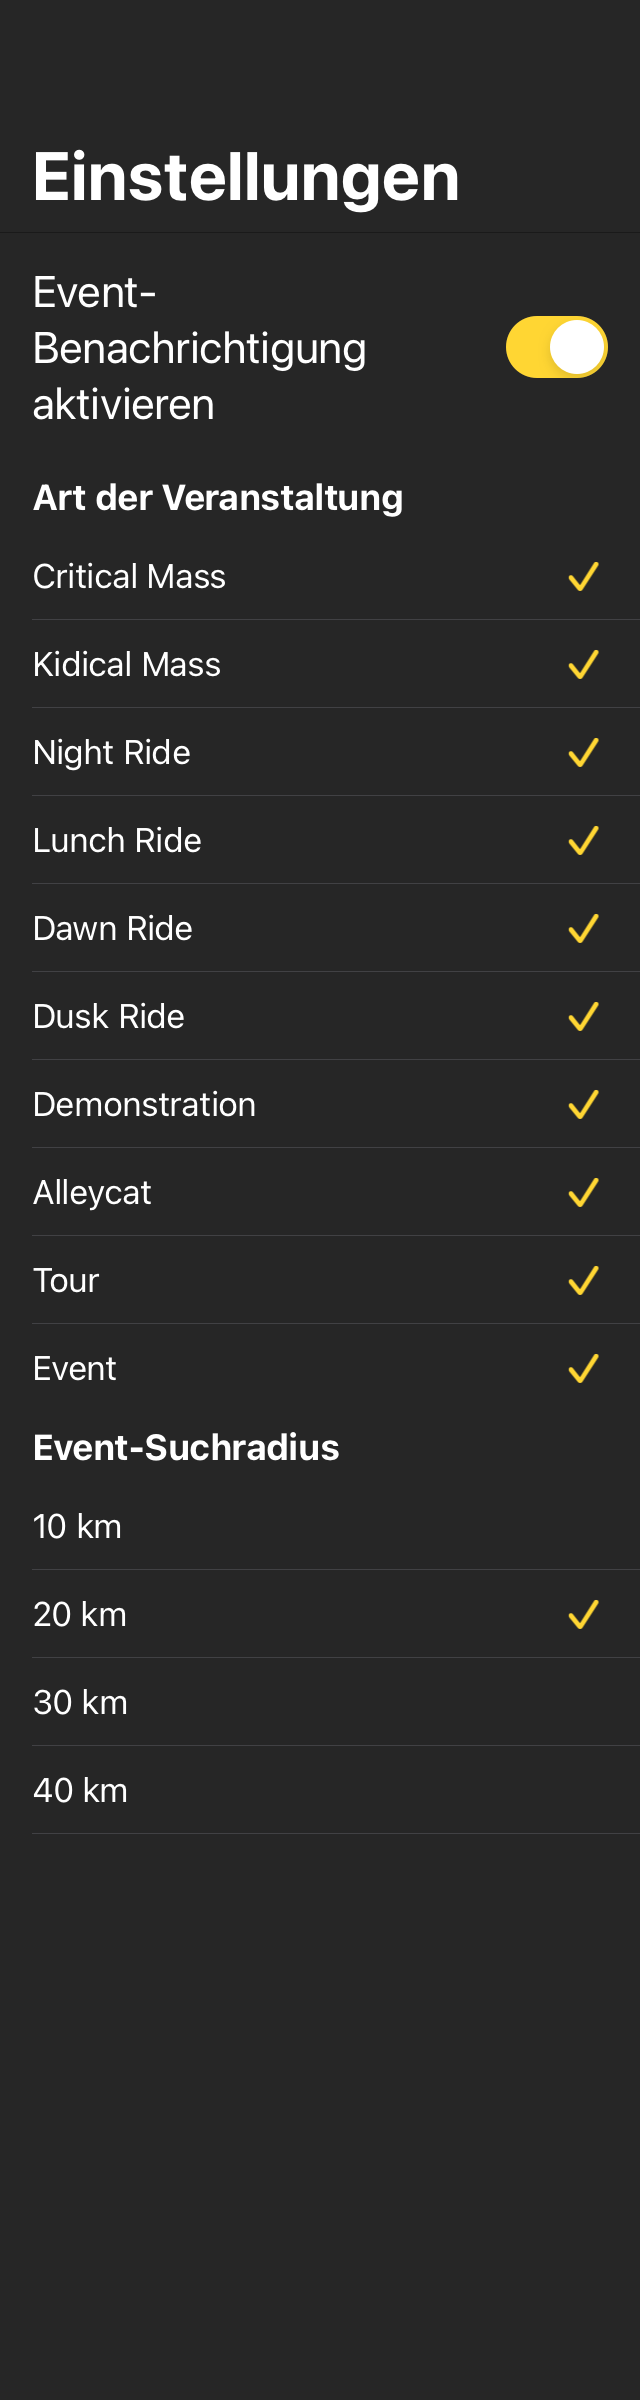 Einstellungen
Event-
Benachrichtigung
aktivieren
Art der Veranstaltung
Critical Mass
Kidical Mass
Night Ride
Lunch Ride
Dawn Ride
Dusk Ride
Demonstration
Alleycat
Tour
Event
Event-Suchradius
10 km
20 km
30 km
40 km